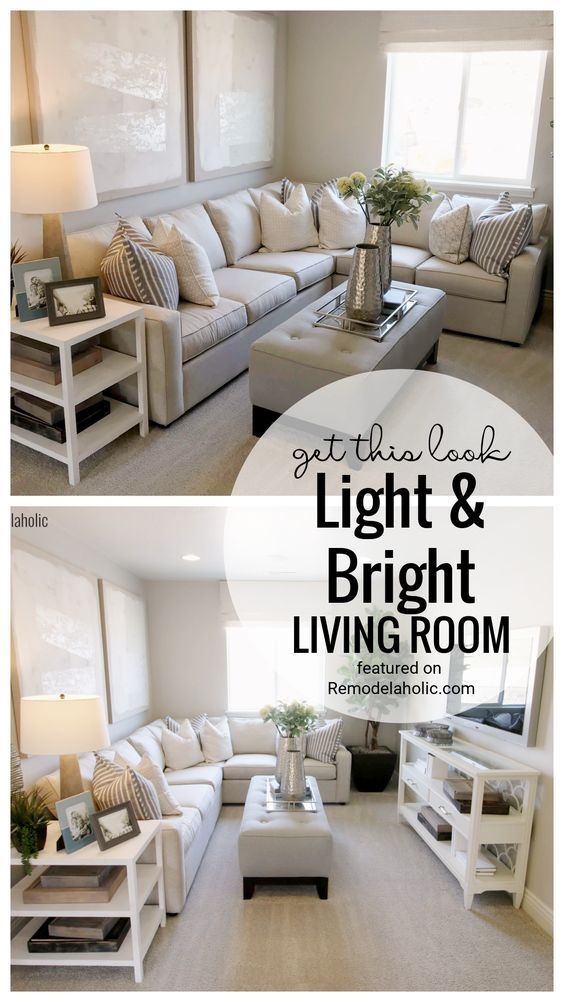 get this look
Light &
Bright
LIVING ROOM
featured on
Remodelaholic.com
laholic